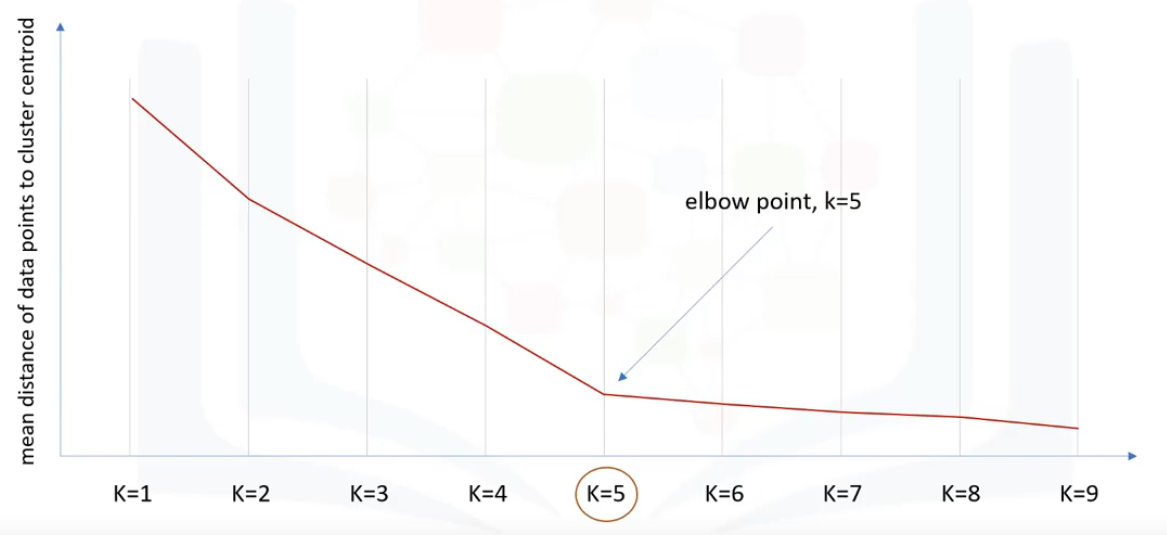 mean distance of data points to cluster centroid
elbow point, k=5
K=1 K=2 K=3 K=4 K=5 K=6 K=7 K=8 K=9